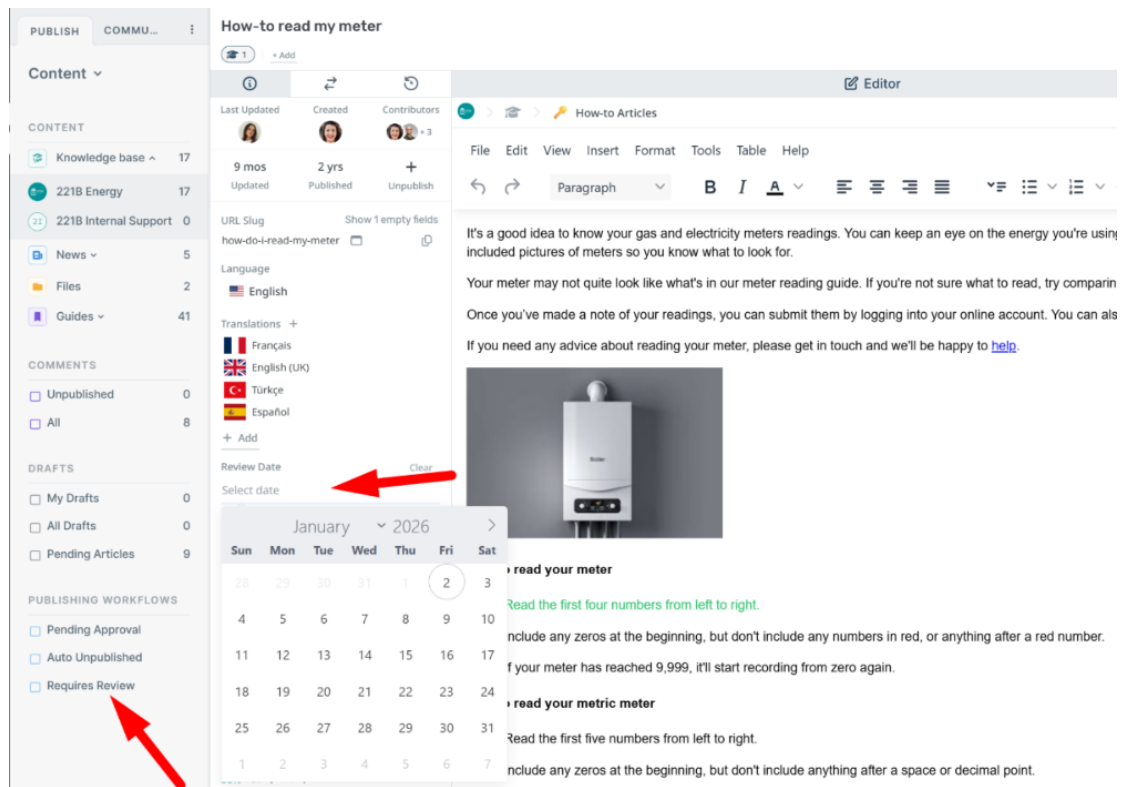 PUBLISH
COMMU...
Content
CONTENT
Knowledge base 17
221B Energy 17
21 221B Internal Support 0
News 5
Files 2
Guides 41
COMMENTS
Unpublished 0
All 8
DRAFTS
My Drafts 0
All Drafts 0
Pending Articles 9
PUBLISHING WORKFLOWS
Pending Approval
Auto Unpublished
Requires Review
How-to read my meter
1 + Add
Last Updated Created Contributors
+ 3
9 mos 2 yrs +
Updated Published Unpublish
URL Slug Show 1 empty fields
how-do-i-read-my-meter
Language
English
Translations +
Français
English (UK)
Türkçe
Español
+ Add
Review Date Clear
Select date
January 2026
Sun Mon Tue Wed Thu Fri Sat
28 29 30 31 1 2 3
4 5 6 7 8 9 10
11 12 13 14 15 16 17
18 19 20 21 22 23 24
25 26 27 28 29 30 31
1 2 3 4 5 6 7
Editor
How-to Articles
File Edit View Insert Format Tools Table Help
Paragraph B I A
It's a good idea to know your gas and electricity meters readings. You can keep an eye on the energy you're using
included pictures of meters so you know what to look for.
Your meter may not quite look like what's in our meter reading guide. If you're not sure what to read, try comparin
Once you've made a note of your readings, you can submit them by logging into your online account. You can als
If you need any advice about reading your meter, please get in touch and we'll be happy to help.
Boiler
read your meter
Read the first four numbers from left to right.
nclude any zeros at the beginning, but don't include any numbers in red, or anything after a red number.
f your meter has reached 9,999, it'll start recording from zero again.
read your metric meter
Read the first five numbers from left to right.
nclude any zeros at the beginning, but don't include anything after a space or decimal point.